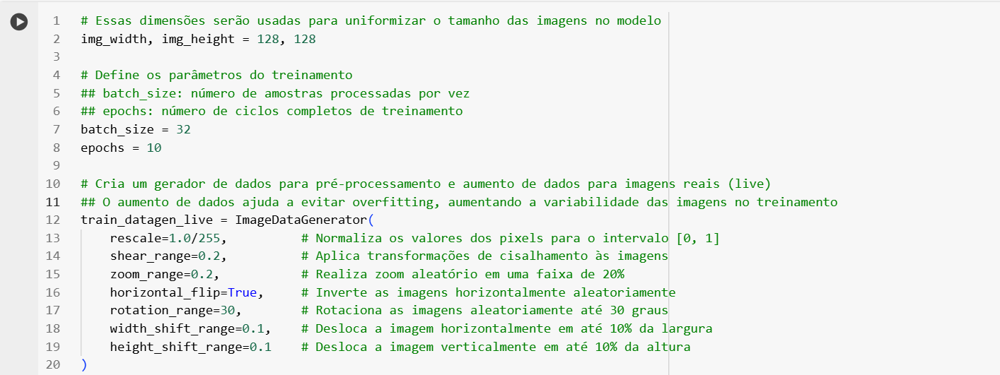 1 # Essas dimensões serão usadas para uniformizar o tamanho das imagens no modelo
2 img_width, img_height = 128, 128
3
4 # Define os parâmetros do treinamento
5 ## batch_size: número de amostras processadas por vez
6 ## epochs: número de ciclos completos de treinamento
7 batch_size = 32
8 epochs = 10
9
10 # Cria um gerador de dados para pré-processamento e aumento de dados para imagens reais (live)
11 ## O aumento de dados ajuda a evitar overfitting, aumentando a variabilidade das imagens no treinamento
12 train_datagen_live = ImageDataGenerator(
13     rescale=1.0/255,          # Normaliza os valores dos pixels para o intervalo [0, 1]
14     shear_range=0.2,          # Aplica transformações de cisalhamento às imagens
15     zoom_range=0.2,           # Realiza zoom aleatório em uma faixa de 20%
16     horizontal_flip=True,     # Inverte as imagens horizontalmente aleatoriamente
17     rotation_range=30,        # Rotaciona as imagens aleatoriamente até 30 graus
18     width_shift_range=0.1,    # Desloca a imagem horizontalmente em até 10% da largura
19     height_shift_range=0.1    # Desloca a imagem verticalmente em até 10% da altura
20 )